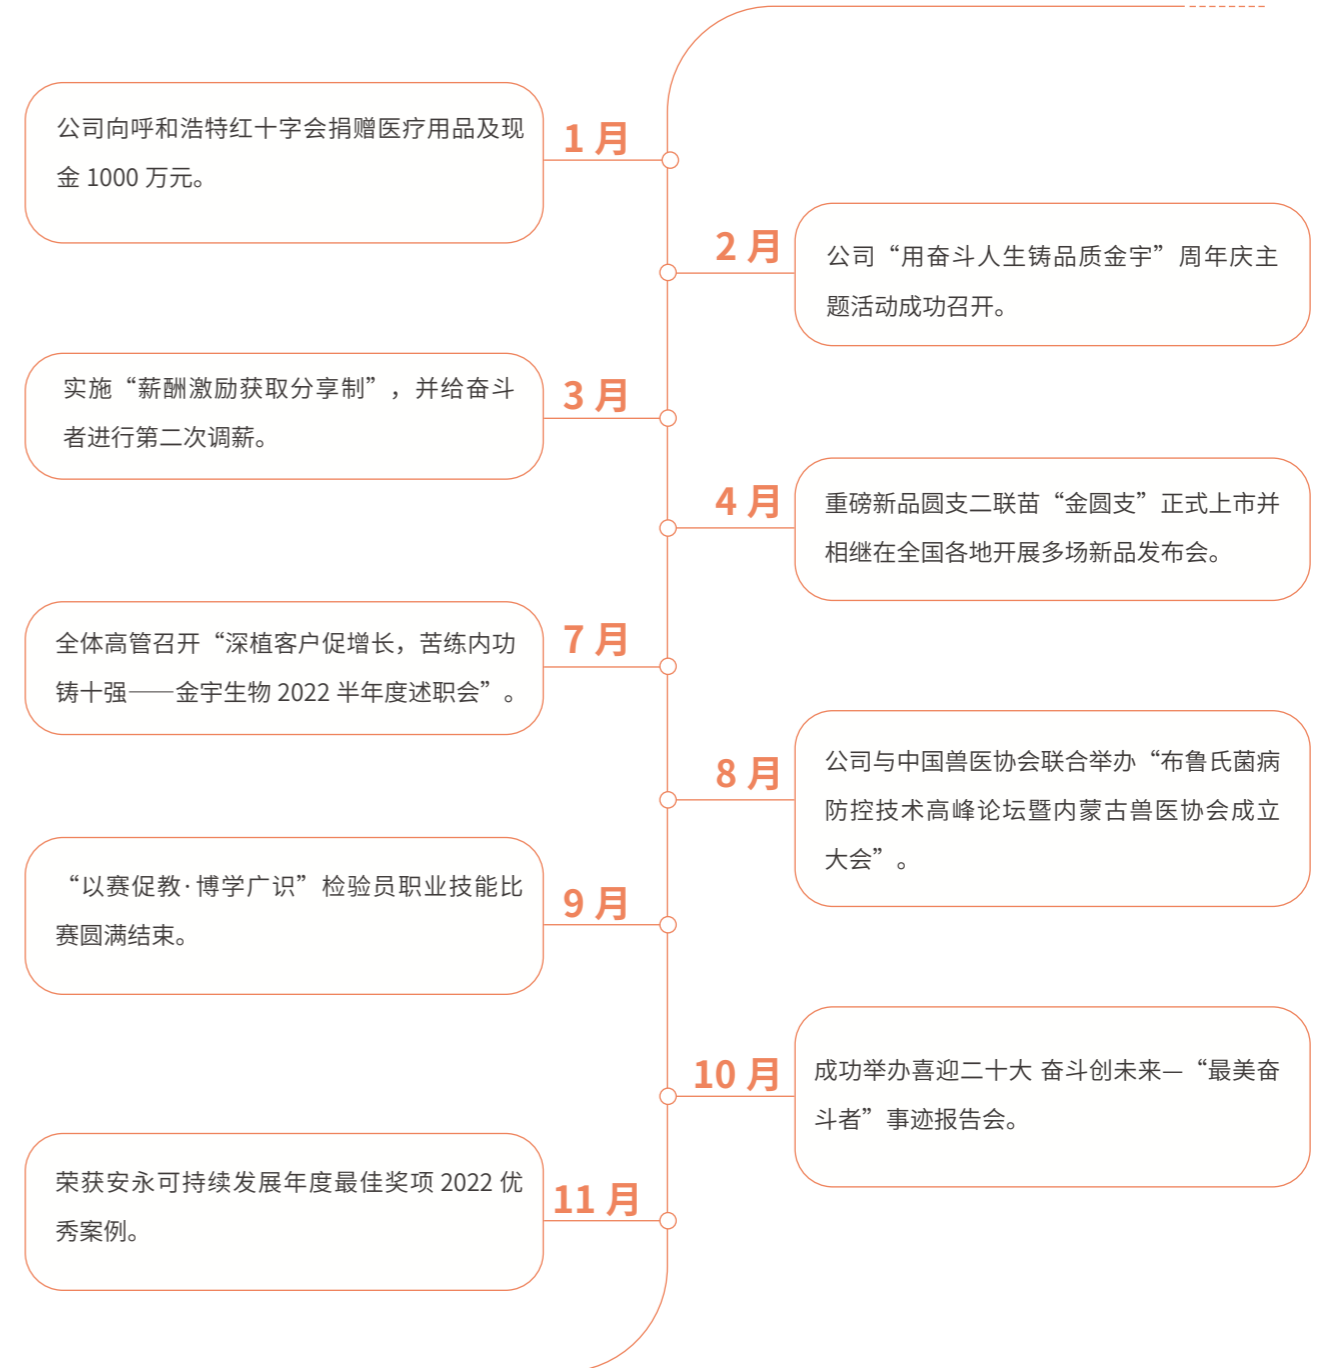 1 月
公司向呼和浩特红十字会捐赠医疗用品及现
金 1000 万元。
2 月
公司“用奋斗人生铸品质金宇”周年庆主
题活动成功召开。
3 月
实施“薪酬激励获取分享制”，并给奋斗
者进行第二次调薪。
4 月
重磅新品圆支二联苗“金圆支”正式上市并
相继在全国各地开展多场新品发布会。
7 月
全体高管召开“深植客户促增长，苦练内功
铸十强——金宇生物 2022 半年度述职会”。
8 月
公司与中国兽医协会联合举办“布鲁氏菌病
防控技术高峰论坛暨内蒙古兽医协会成立
大会”。
9 月
“以赛促教·博学广识”检验员职业技能比
赛圆满结束。
10 月
成功举办喜迎二十大 奋斗创未来—“最美奋
斗者”事迹报告会。
11 月
荣获安永可持续发展年度最佳奖项 2022 优
秀案例。